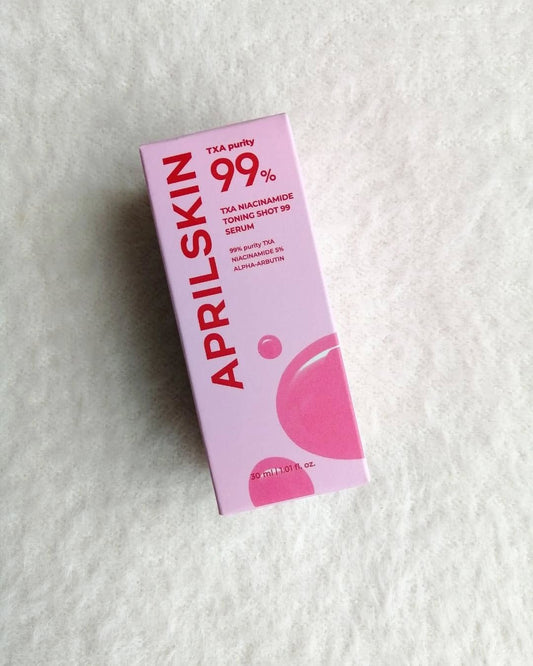 APRILSKIN
TXA purity
99%
TXA NIACINAMIDE
TONING SHOT 99
SERUM
99% purity TXA
NIACINAMIDE 5%
ALPHA-ARBUTIN
30 ml / 1.01 fl. oz.